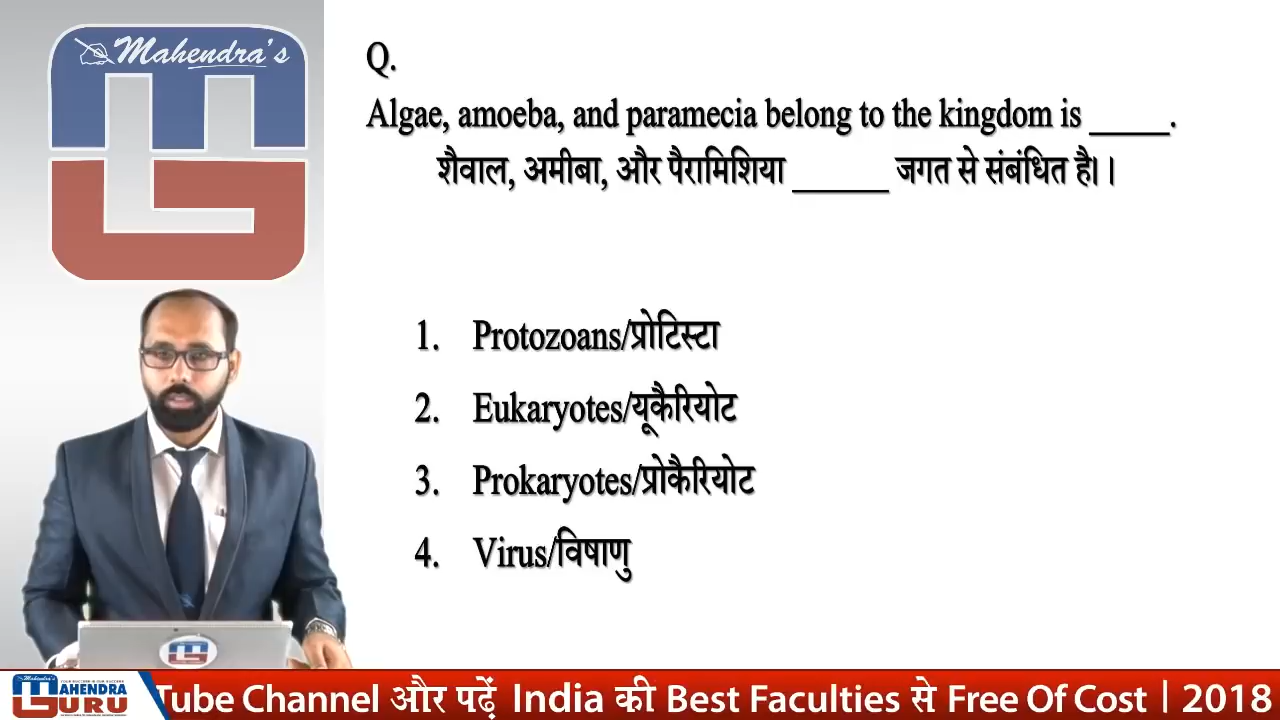 Mahendra's
Q.
Algae, amoeba, and paramecia belong to the kingdom is _____.
शैवाल, अमीबा, और पैरामिशिया ______ जगत से संबंधित है। ।
1. Protozoans/प्रोटिस्टा
2. Eukaryotes/यूकैरियोट
3. Prokaryotes/प्रोकैरियोट
4. Virus/विषाणु
Mahendra's
MAHENDRA
GURU
Tube Channel और पढ़ें India की Best Faculties से Free Of Cost | 2018